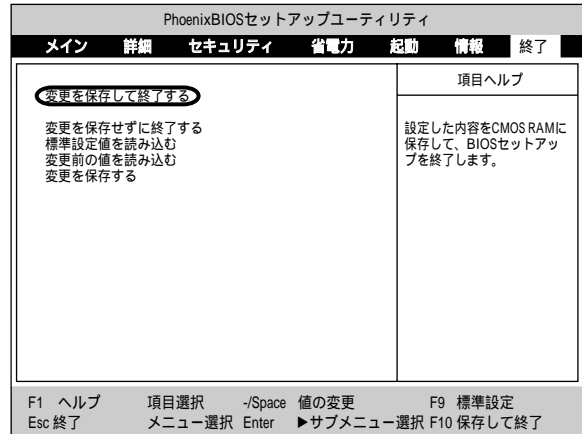 PhoenixBIOSセットアップユーティリティ
メイン 詳細 セキュリティ 省電力 起動 情報 終了
変更を保存して終了する
変更を保存せずに終了する
標準設定値を読み込む
変更前の値を読み込む
変更を保存する
項目ヘルプ
設定した内容をCMOS RAMに
保存して、BIOSセットアッ
プを終了します。
F1 ヘルプ 項目選択 -/Space 値の変更 F9 標準設定
Esc 終了 メニュー選択 Enter ▶サブメニュー選択 F10 保存して終了